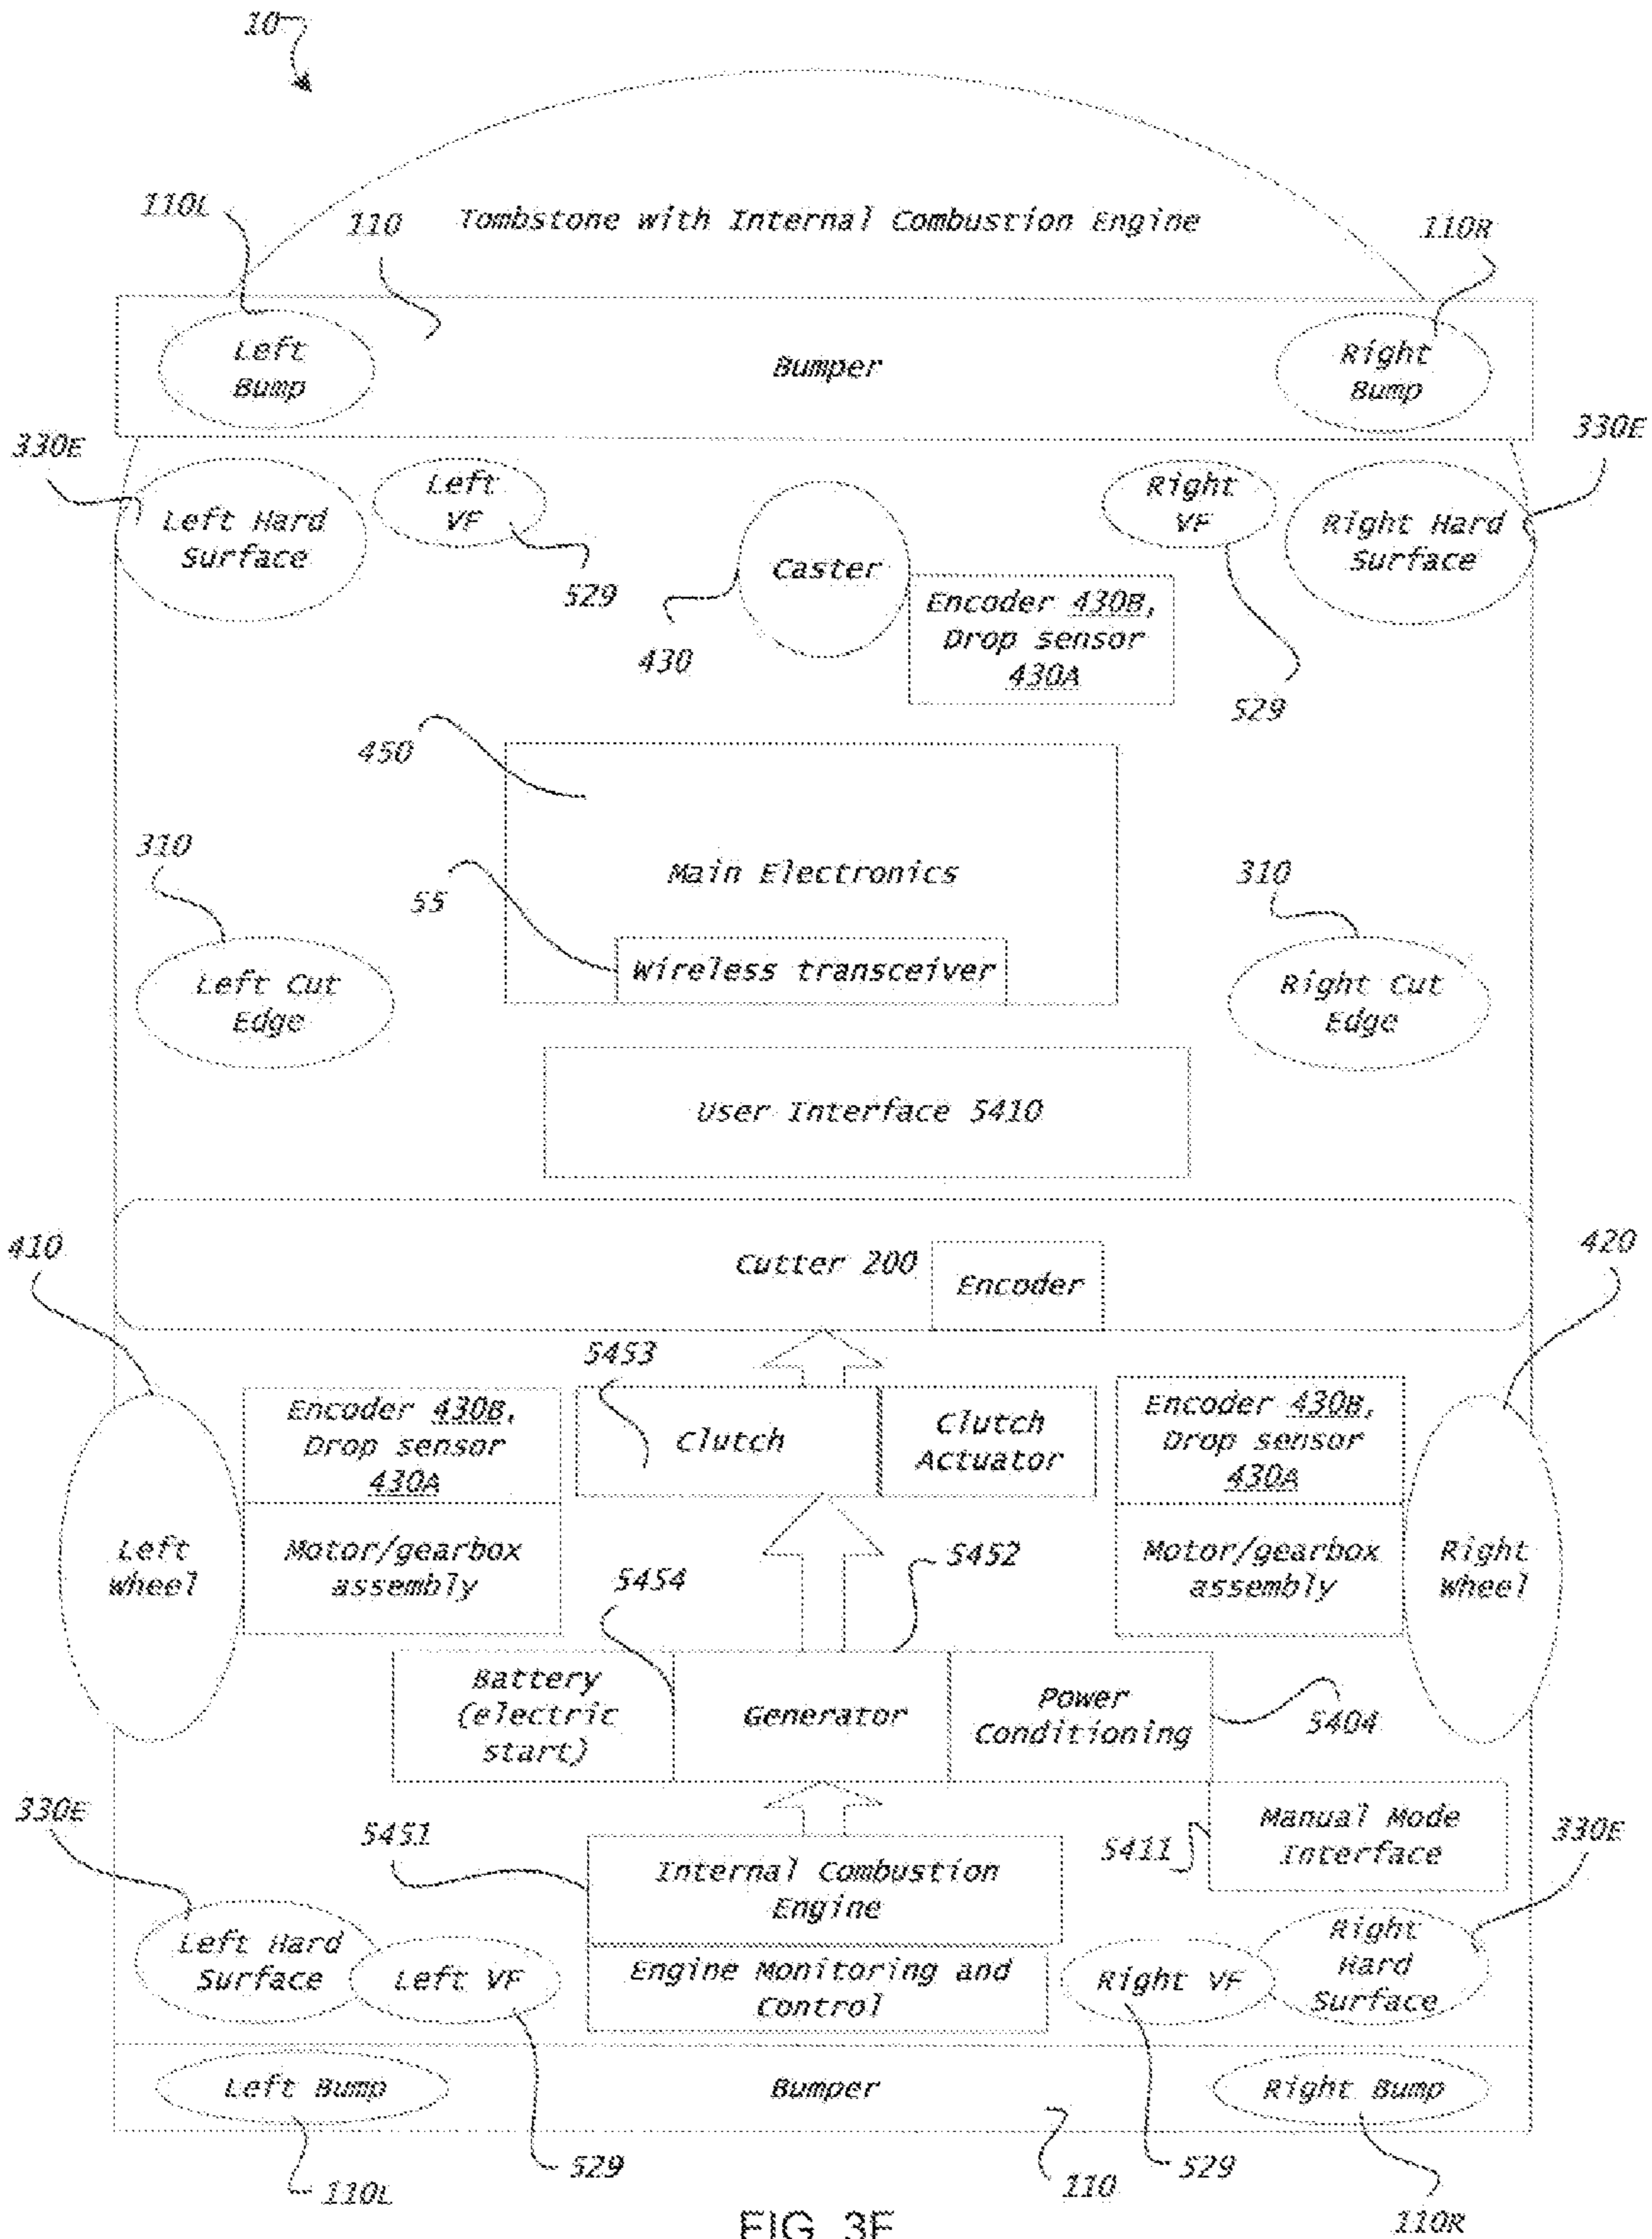 10
Tombstone with Internal Combustion Engine
110L
110
110R
Left
Bump
Bumper
Right
Bump
330E
330E
Left Hard
Surface
Left
VF
529
Caster
430
Encoder 430B,
Drop sensor
430A
Right
VF
529
Right Hard
Surface
450
Main Electronics
55
Wireless transceiver
310
Left Cut
Edge
310
Right Cut
Edge
User Interface 5410
410
Cutter 200
Encoder
420
5453
Encoder 430B,
Drop sensor
430A
Clutch
Clutch
Actuator
Encoder 430B,
Drop sensor
430A
Left
Wheel
Motor/gearbox
assembly
5454
5452
Motor/gearbox
assembly
Right
Wheel
Battery
(electric
start)
Generator
Power
Conditioning
5404
330E
5451
Internal Combustion
Engine
5411
Manual Mode
Interface
330E
Left Hard
Surface
Left VF
Engine Monitoring and
Control
Right VF
Right
Hard
Surface
Left Bump
Bumper
Right Bump
110L
529
110
529
110R
FIG. 3E